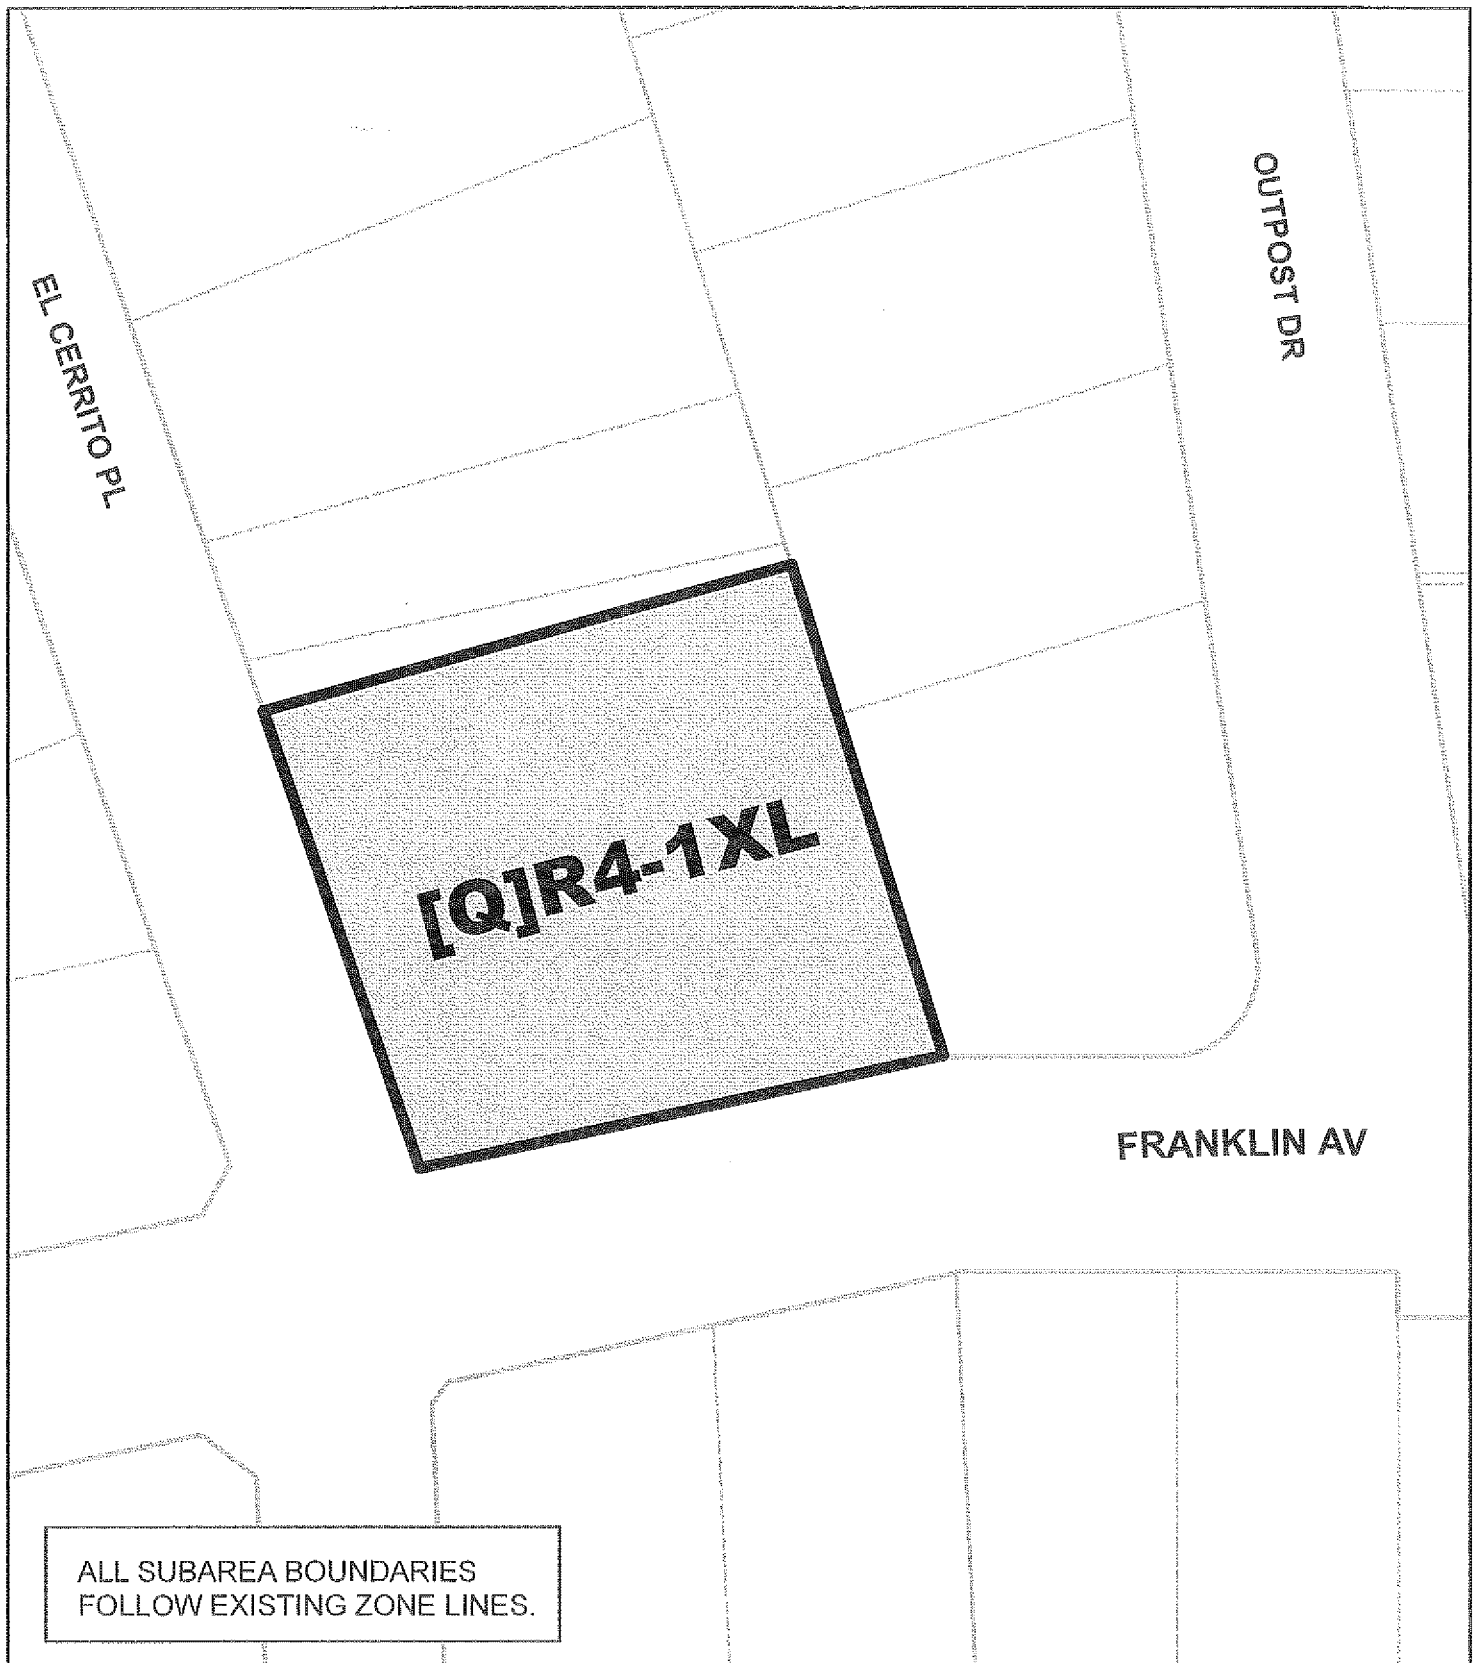 OUTPOST DR
EL CERRITO PL
[Q]R4-1XL
FRANKLIN AV
ALL SUBAREA BOUNDARIES
FOLLOW EXISTING ZONE LINES.